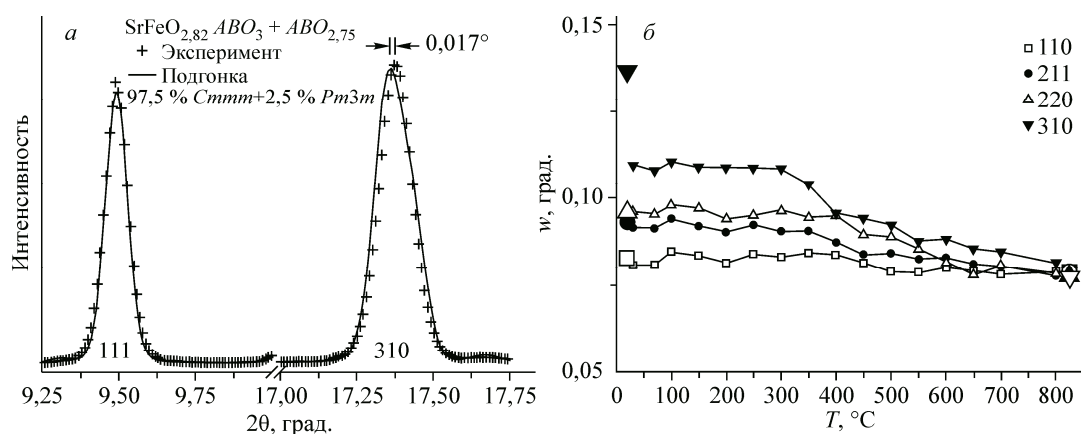 а
SrFeO2,82 ABO3 + ABO2,75
+ Эксперимент
— Подгонка
97,5 % Cmmm+2,5 % Pm3m
0,017°
Интенсивность
111
310
9,25 9,50 9,75 17,00 17,25 17,50 17,75
2θ, град.
б
110
211
220
310
w, град.
0,15
0,10
0,05
0 100 200 300 400 500 600 700 800
T, °C